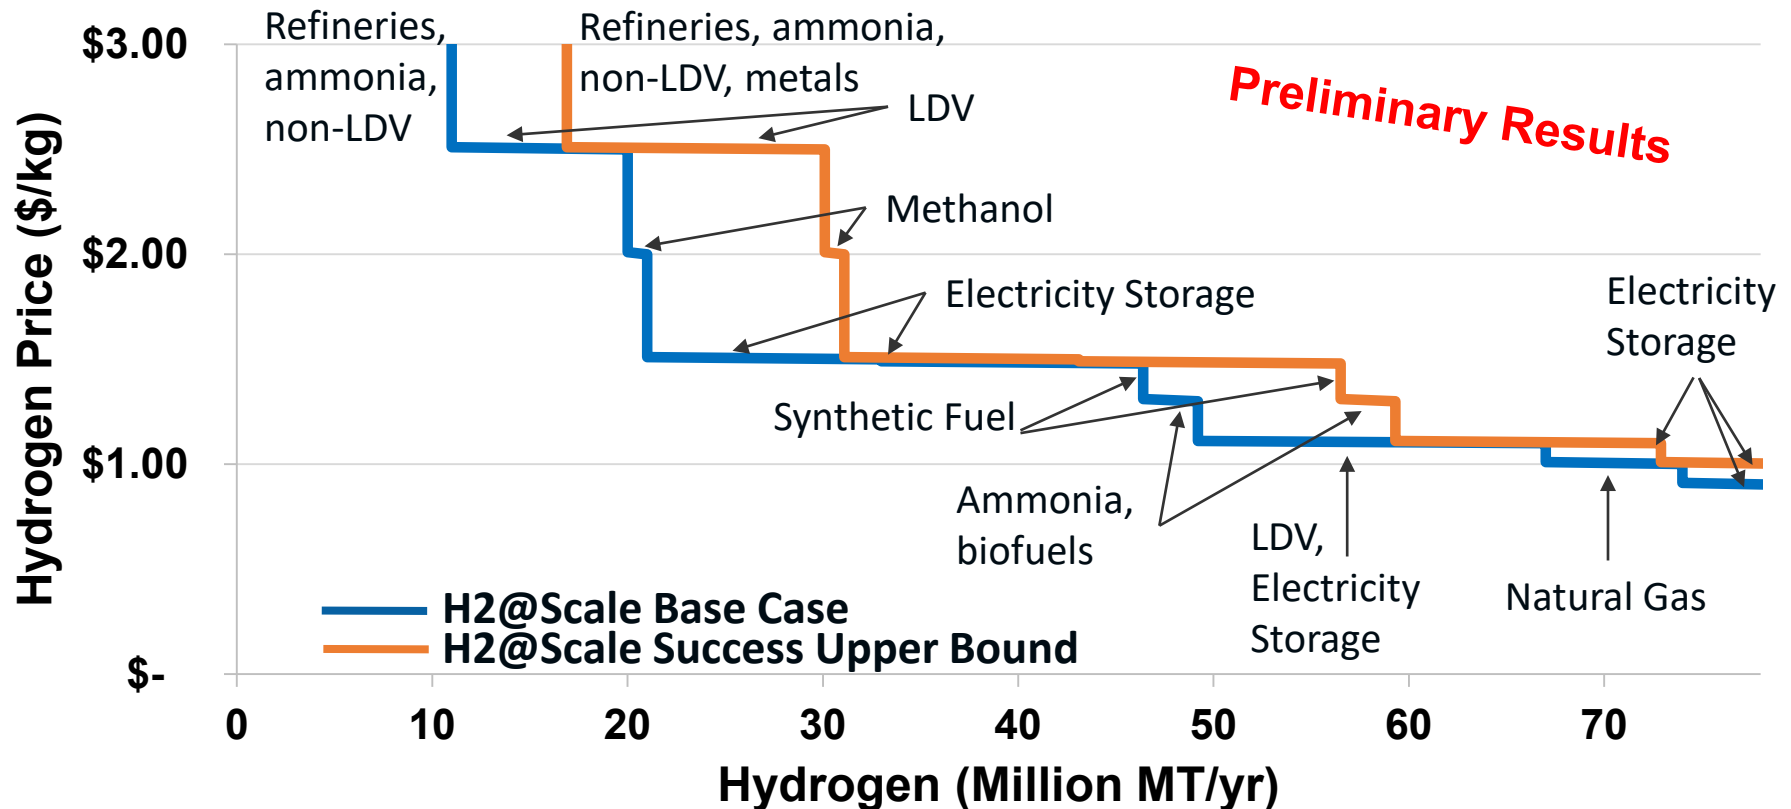 Refineries,
ammonia,
non-LDV
Refineries, ammonia,
non-LDV, metals
LDV
Preliminary Results
Methanol
Electricity Storage
Electricity
Storage
Synthetic Fuel
Ammonia,
biofuels
LDV,
Electricity
Storage
Natural Gas
H2@Scale Base Case
H2@Scale Success Upper Bound
Hydrogen Price ($/kg)
$3.00
$2.00
$1.00
$-
0 10 20 30 40 50 60 70
Hydrogen (Million MT/yr)